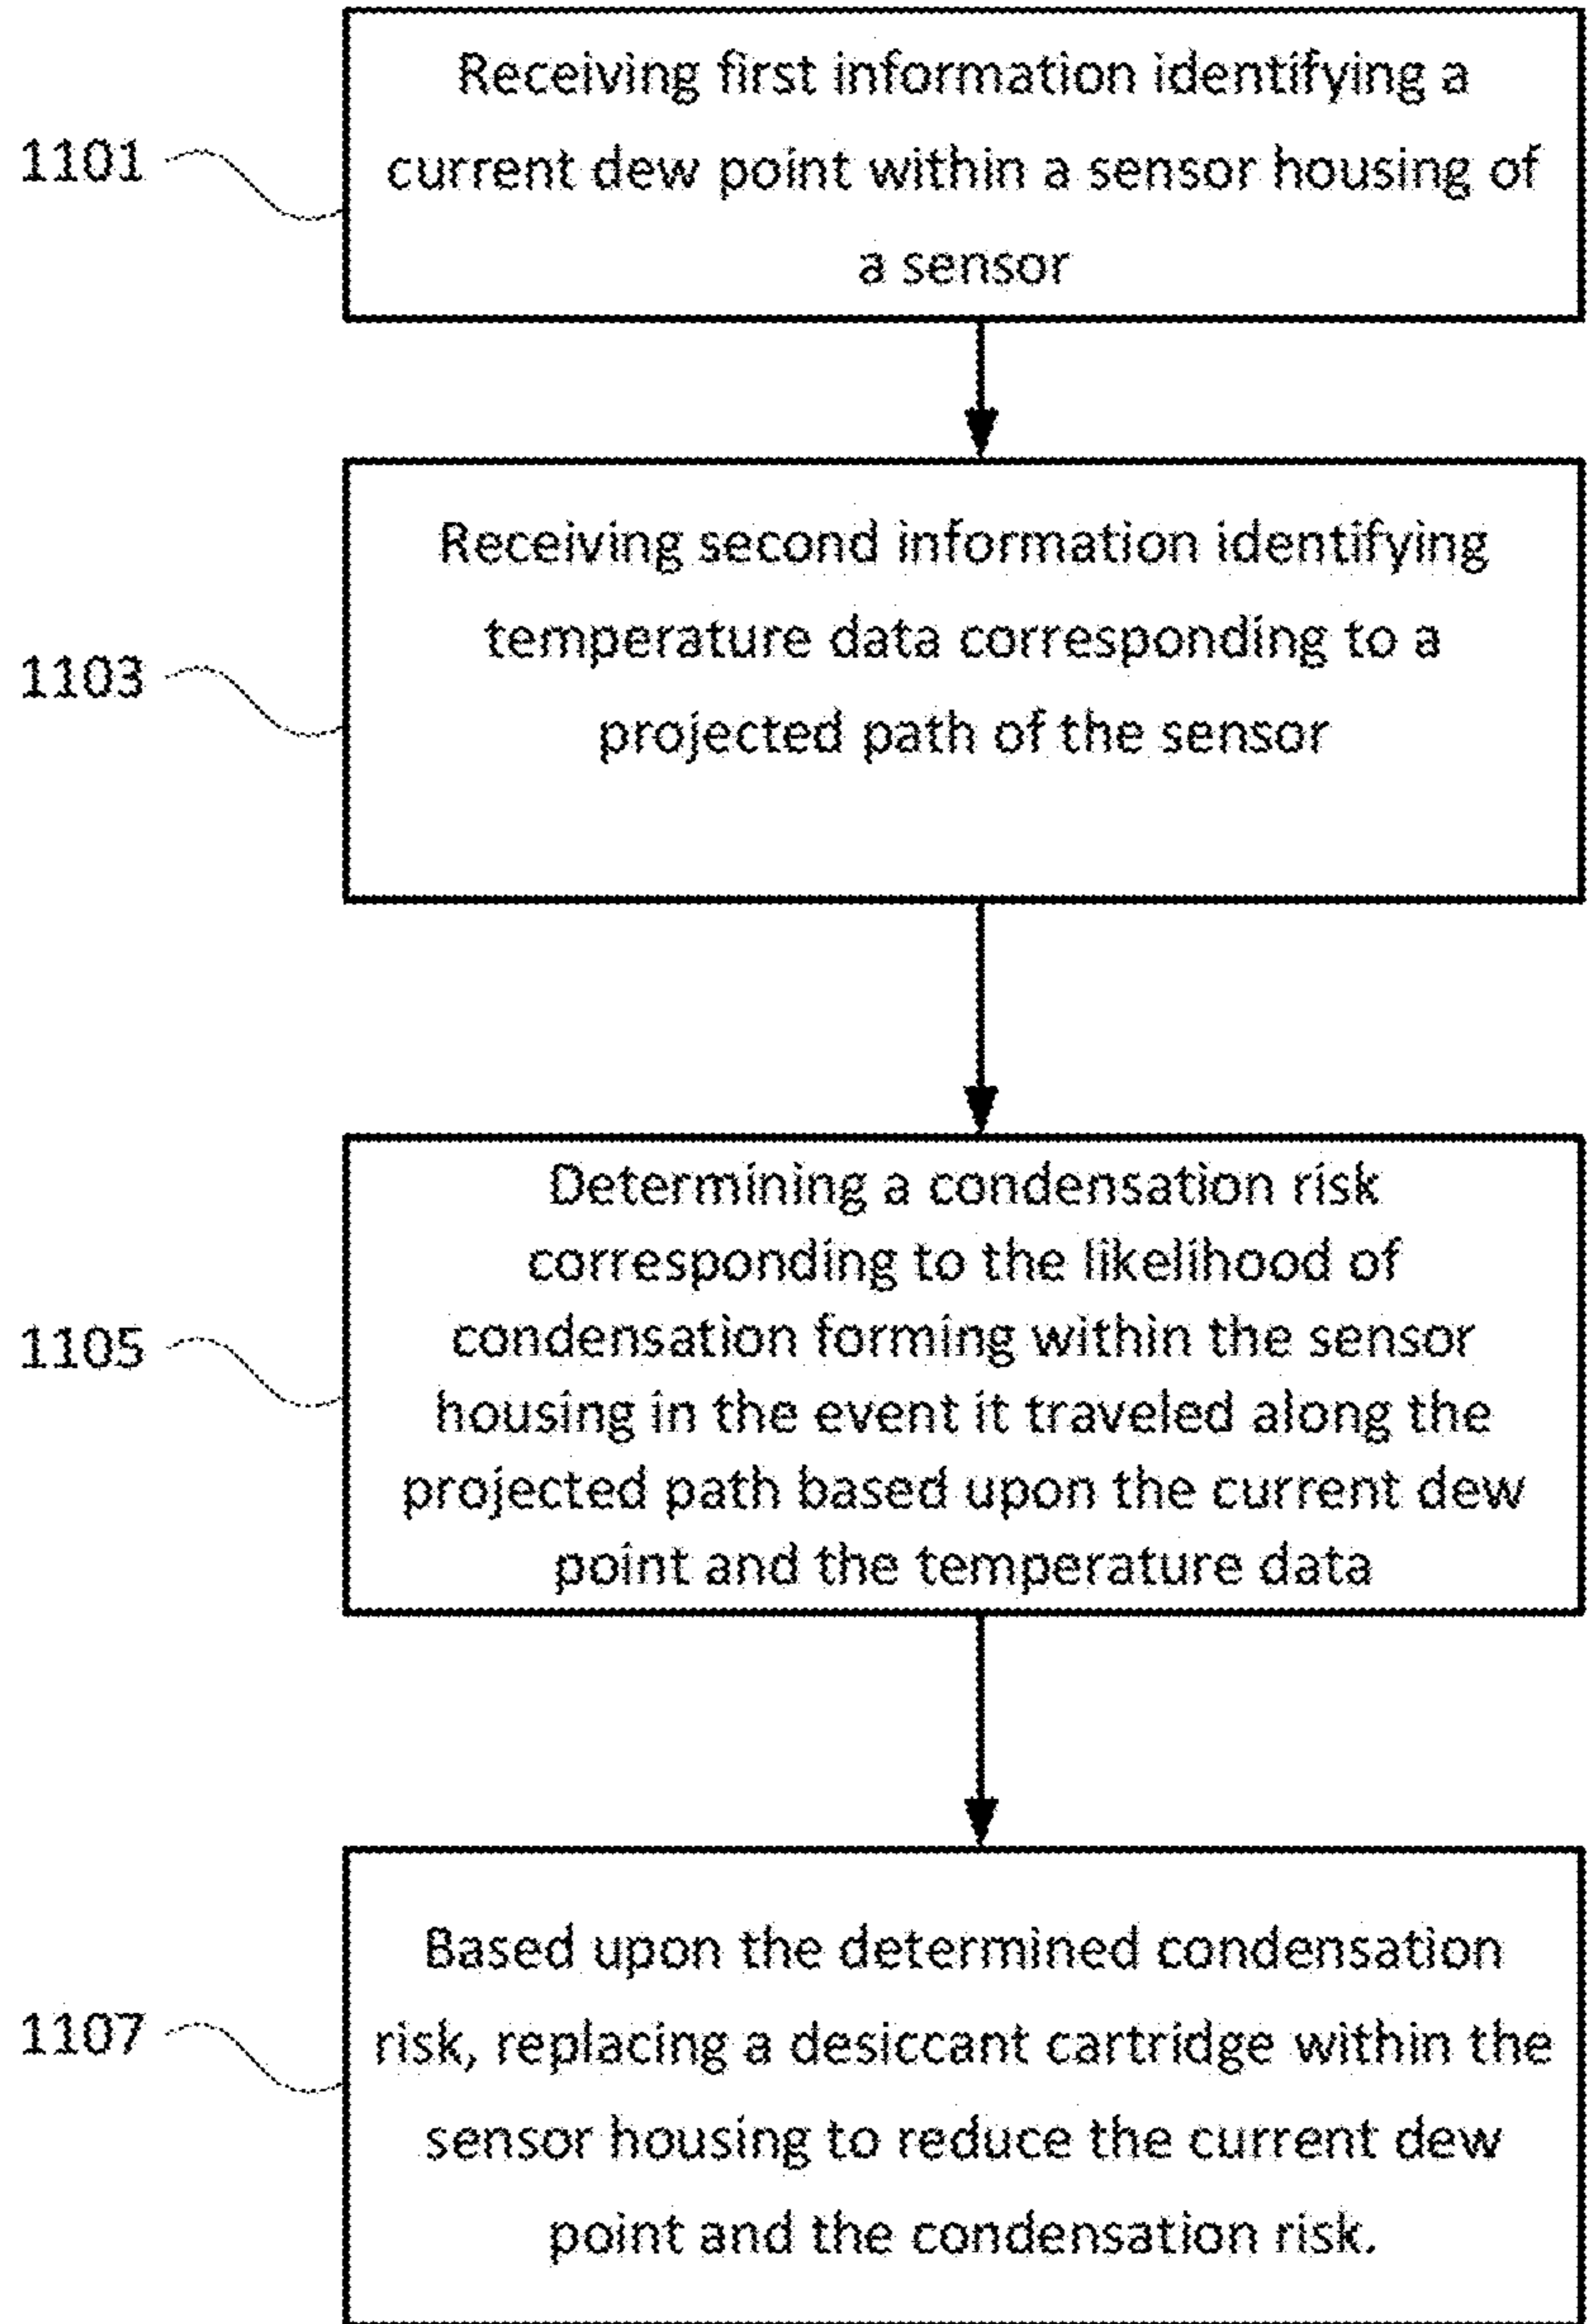 Receiving first information identifying a
1101
current dew point within a sensor housing of
a sensor
Receiving second information identifying
temperature data corresponding to a
1103
projected path of the sensor
Determining a condensation risk
corresponding to the likelihood of
1105
condensation forming within the sensor
housing in the event it traveled along the
projected path based upon the current dew
point and the temperature data
Based upon the determined condensation
1107
risk, replacing a desiccant cartridge within the
sensor housing to reduce the current dew
point and the condensation risk.